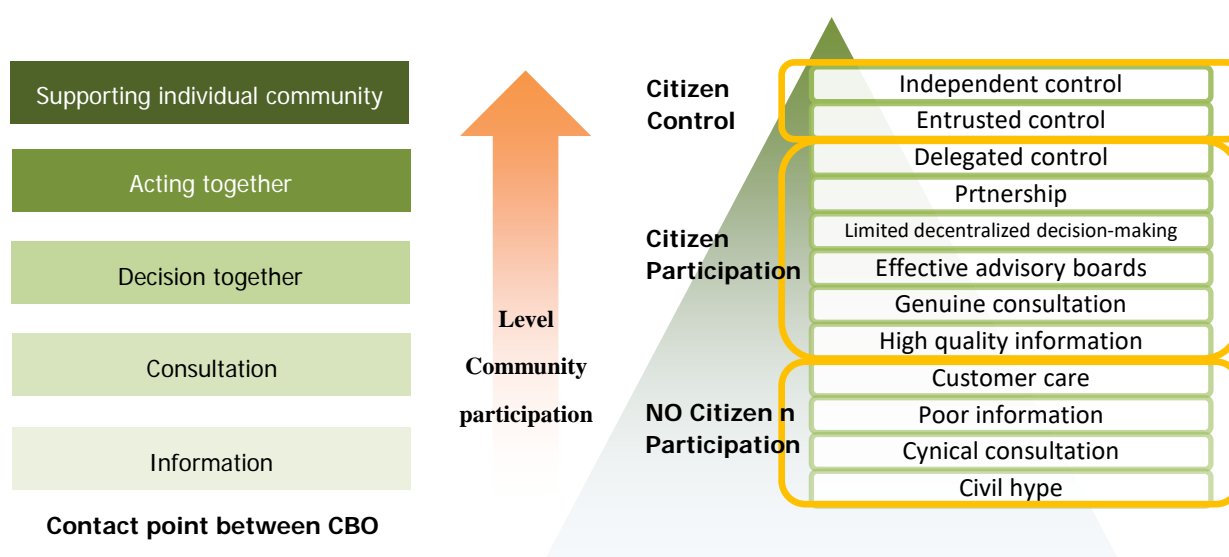 Supporting individual community
Acting together
Decision together
Consultation
Information
Contact point between CBO
Level
Community
participation
Citizen
Control
Citizen
Participation
NO Citizen n
Participation
Independent control
Entrusted control
Delegated control
Prtnership
Limited decentralized decision-making
Effective advisory boards
Genuine consultation
High quality information
Customer care
Poor information
Cynical consultation
Civil hype